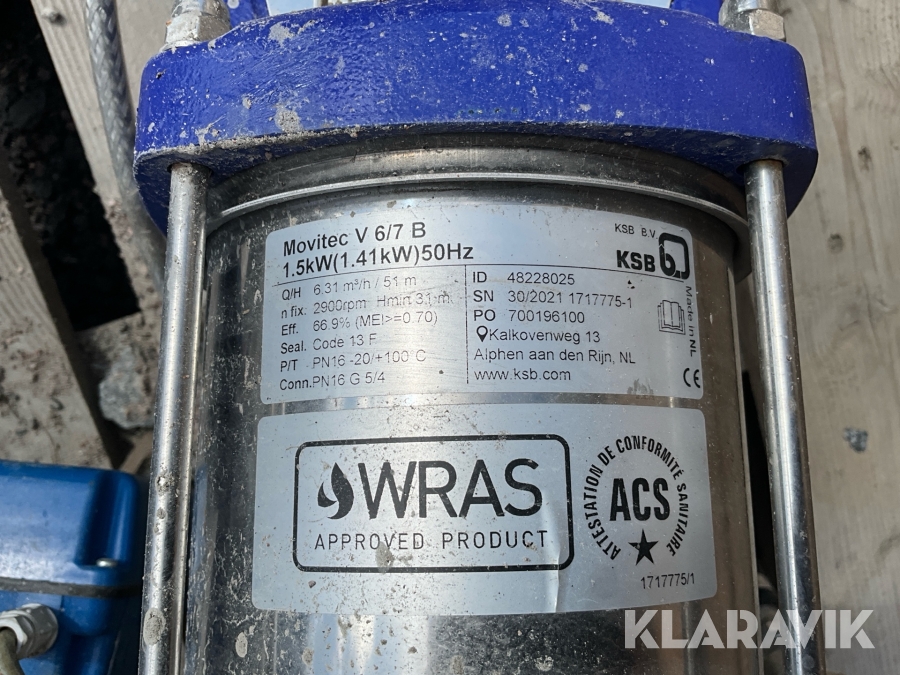 Movitec V 6/7 B
1.5kW(1.41kW)50Hz
Q/H 6.31 m³/h / 51 m
n fix: 2900rpm Hmin 31 m
Eff. 66.9% (MEI>=0.70)
Seal. Code 13 F
P/T PN16 -20/+100 C
Conn. PN16 G 5/4
KSB B.V.
KSB
ID 48228025
SN 30/2021 1717775-1
PO 700196100
Kalkovenweg 13
Alphen aan den Rijn, NL
www.ksb.com
Made in NL
CE
WRAS
APPROVED PRODUCT
ATTESTATION DE CONFORMITÉ SANITAIRE
ACS
1717775/1
KLARAVIK